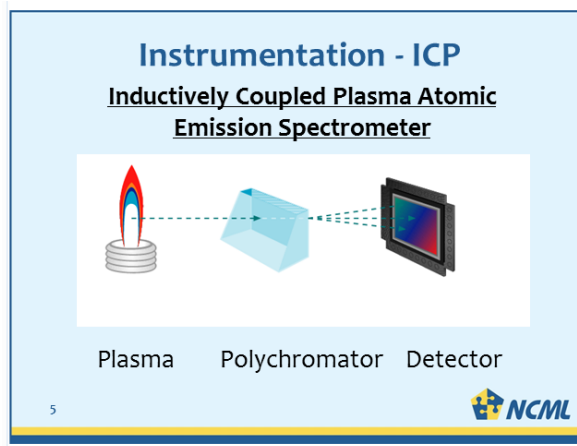 Instrumentation - ICP
Inductively Coupled Plasma Atomic
Emission Spectrometer
Plasma Polychromator Detector
5
NCML